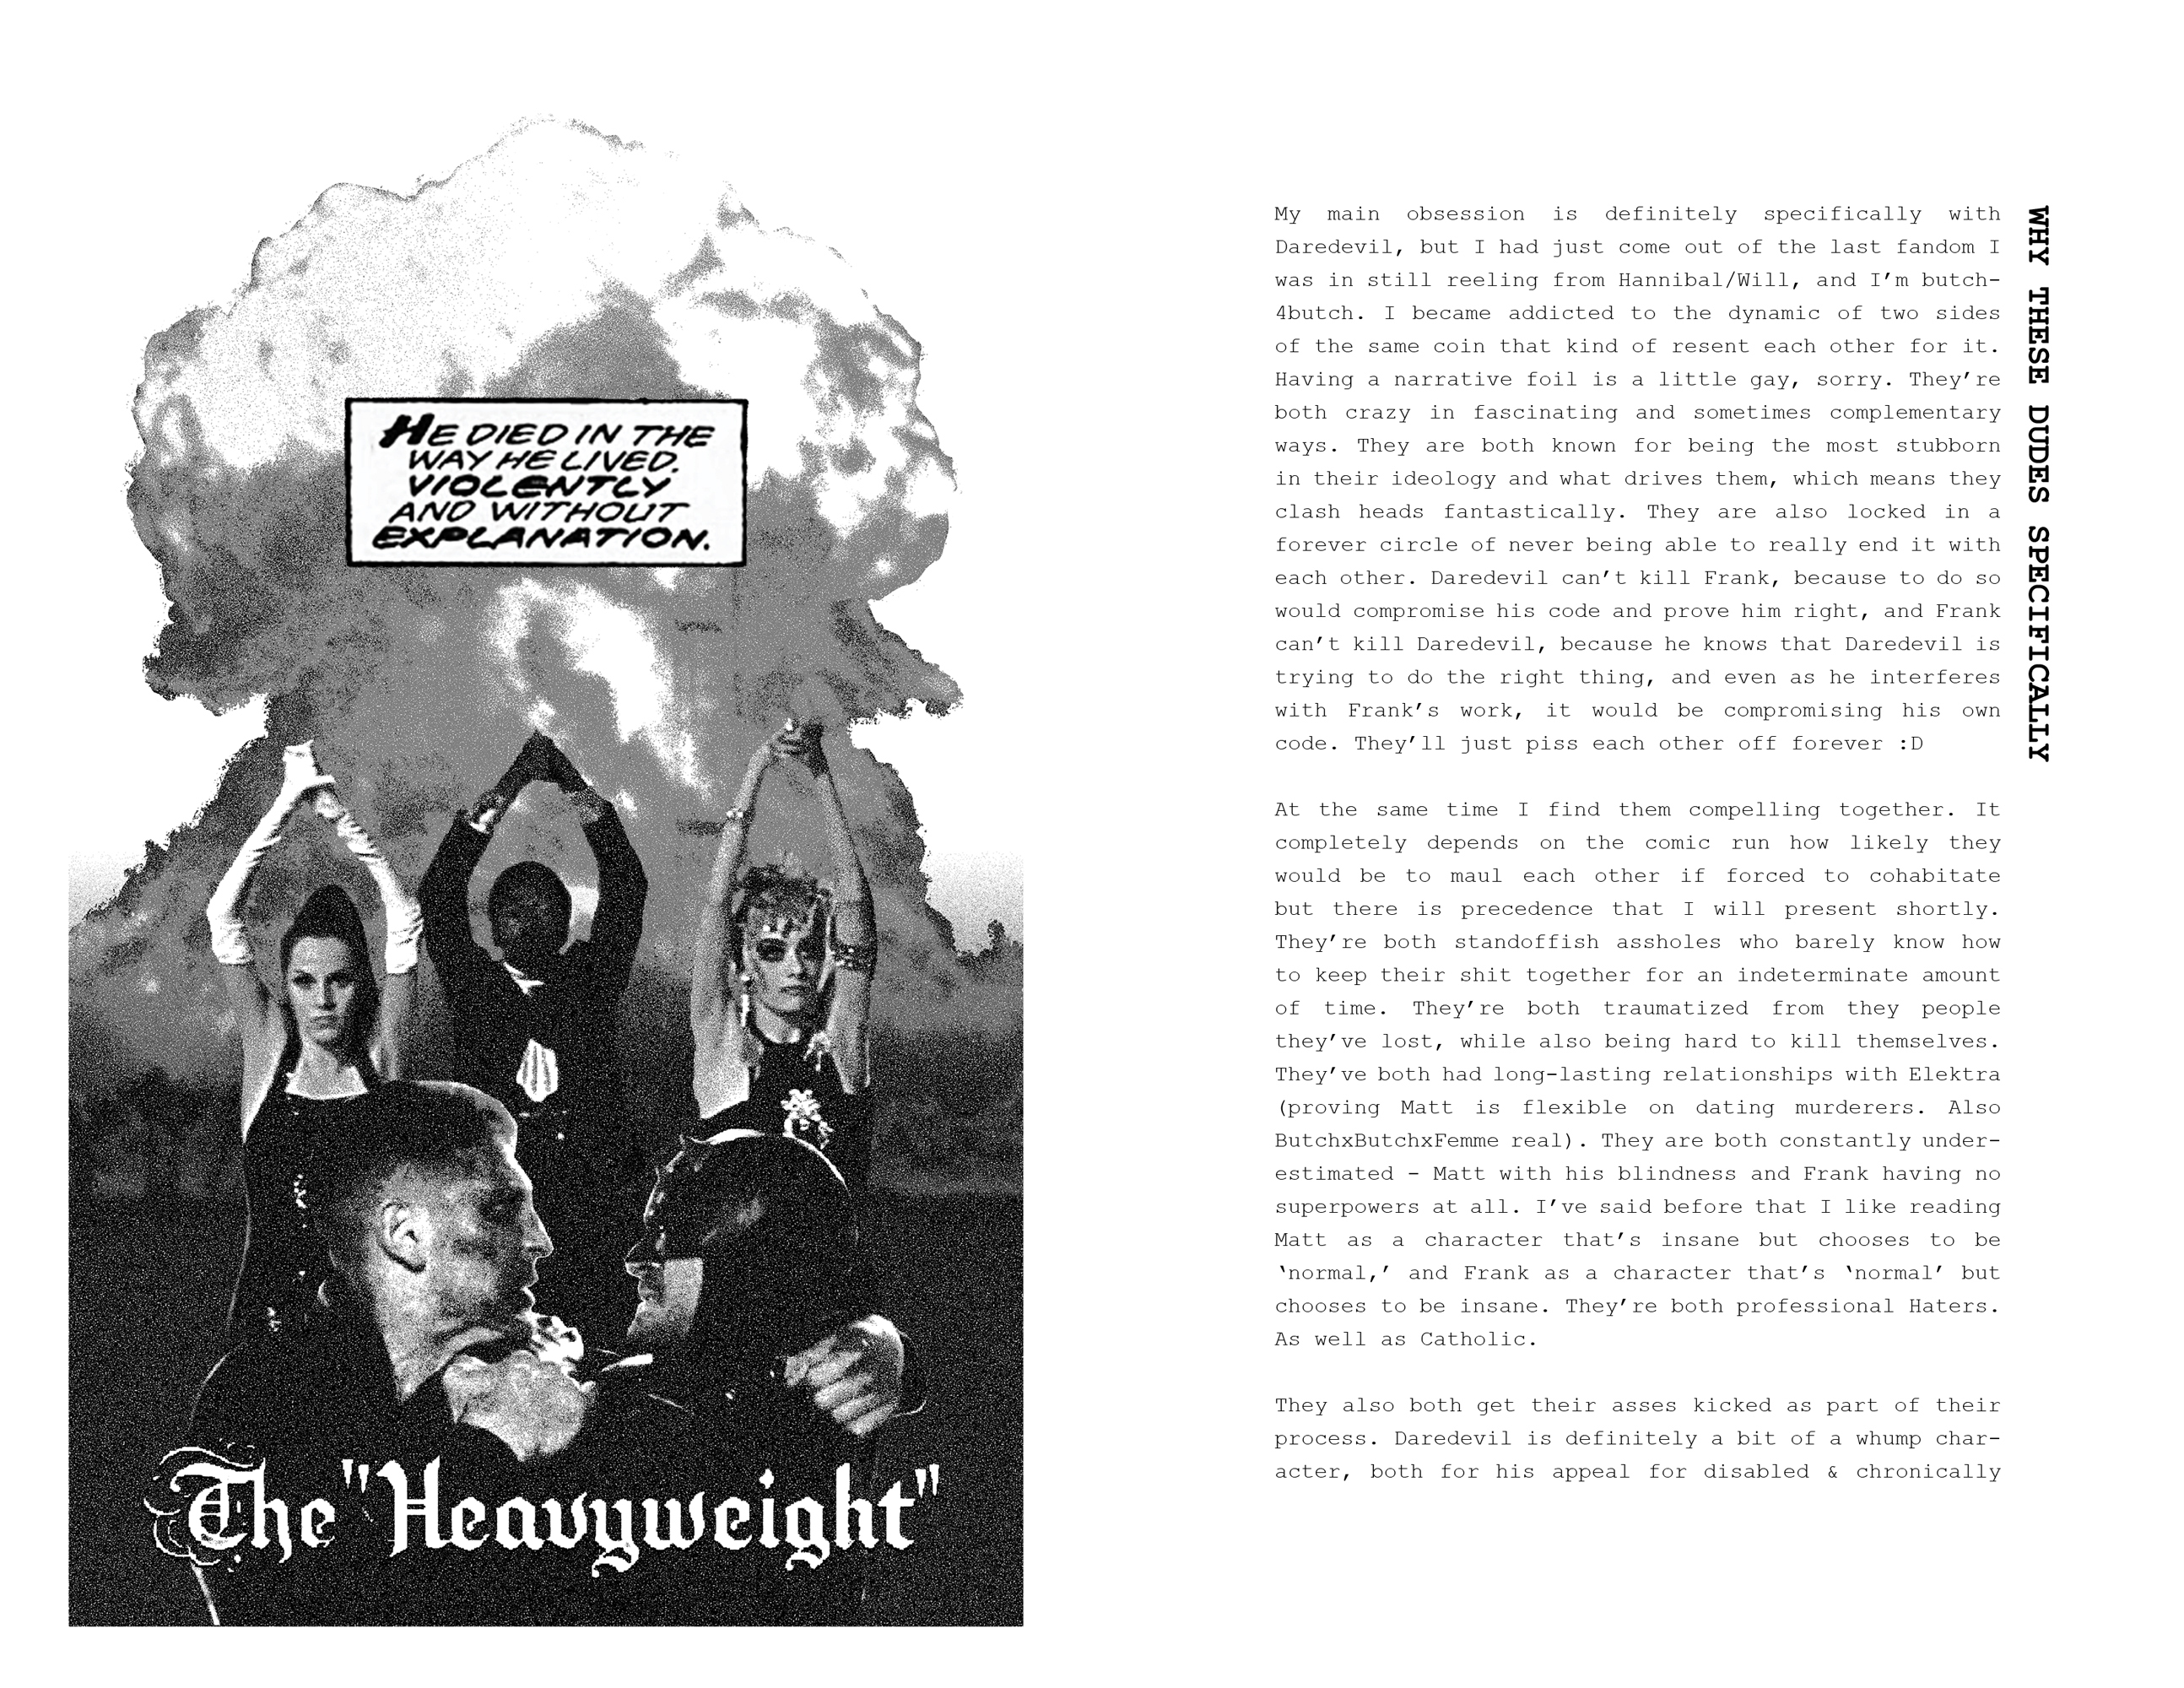 HE DIED IN THE
WAY HE LIVED.
VIOLENTLY
AND WITHOUT
EXPLANATION.
The "Heavyweight"
WHY THESE DUDES SPECIFICALLY
My main obsession is definitely specifically with
Daredevil, but I had just come out of the last fandom I
was in still reeling from Hannibal/Will, and I’m butch-
4butch. I became addicted to the dynamic of two sides
of the same coin that kind of resent each other for it.
Having a narrative foil is a little gay, sorry. They’re
both crazy in fascinating and sometimes complementary
ways. They are both known for being the most stubborn
in their ideology and what drives them, which means they
clash heads fantastically. They are also locked in a
forever circle of never being able to really end it with
each other. Daredevil can’t kill Frank, because to do so
would compromise his code and prove him right, and Frank
can’t kill Daredevil, because he knows that Daredevil is
trying to do the right thing, and even as he interferes
with Frank’s work, it would be compromising his own
code. They’ll just piss each other off forever :D
At the same time I find them compelling together. It
completely depends on the comic run how likely they
would be to maul each other if forced to cohabitate
but there is precedence that I will present shortly.
They’re both standoffish assholes who barely know how
to keep their shit together for an indeterminate amount
of time. They’re both traumatized from they people
they’ve lost, while also being hard to kill themselves.
They’ve both had long-lasting relationships with Elektra
(proving Matt is flexible on dating murderers. Also
ButchxButchxFemme real). They are both constantly under-
estimated - Matt with his blindness and Frank having no
superpowers at all. I’ve said before that I like reading
Matt as a character that’s insane but chooses to be
‘normal,’ and Frank as a character that’s ‘normal’ but
chooses to be insane. They’re both professional Haters.
As well as Catholic.
They also both get their asses kicked as part of their
process. Daredevil is definitely a bit of a whump char-
acter, both for his appeal for disabled & chronically